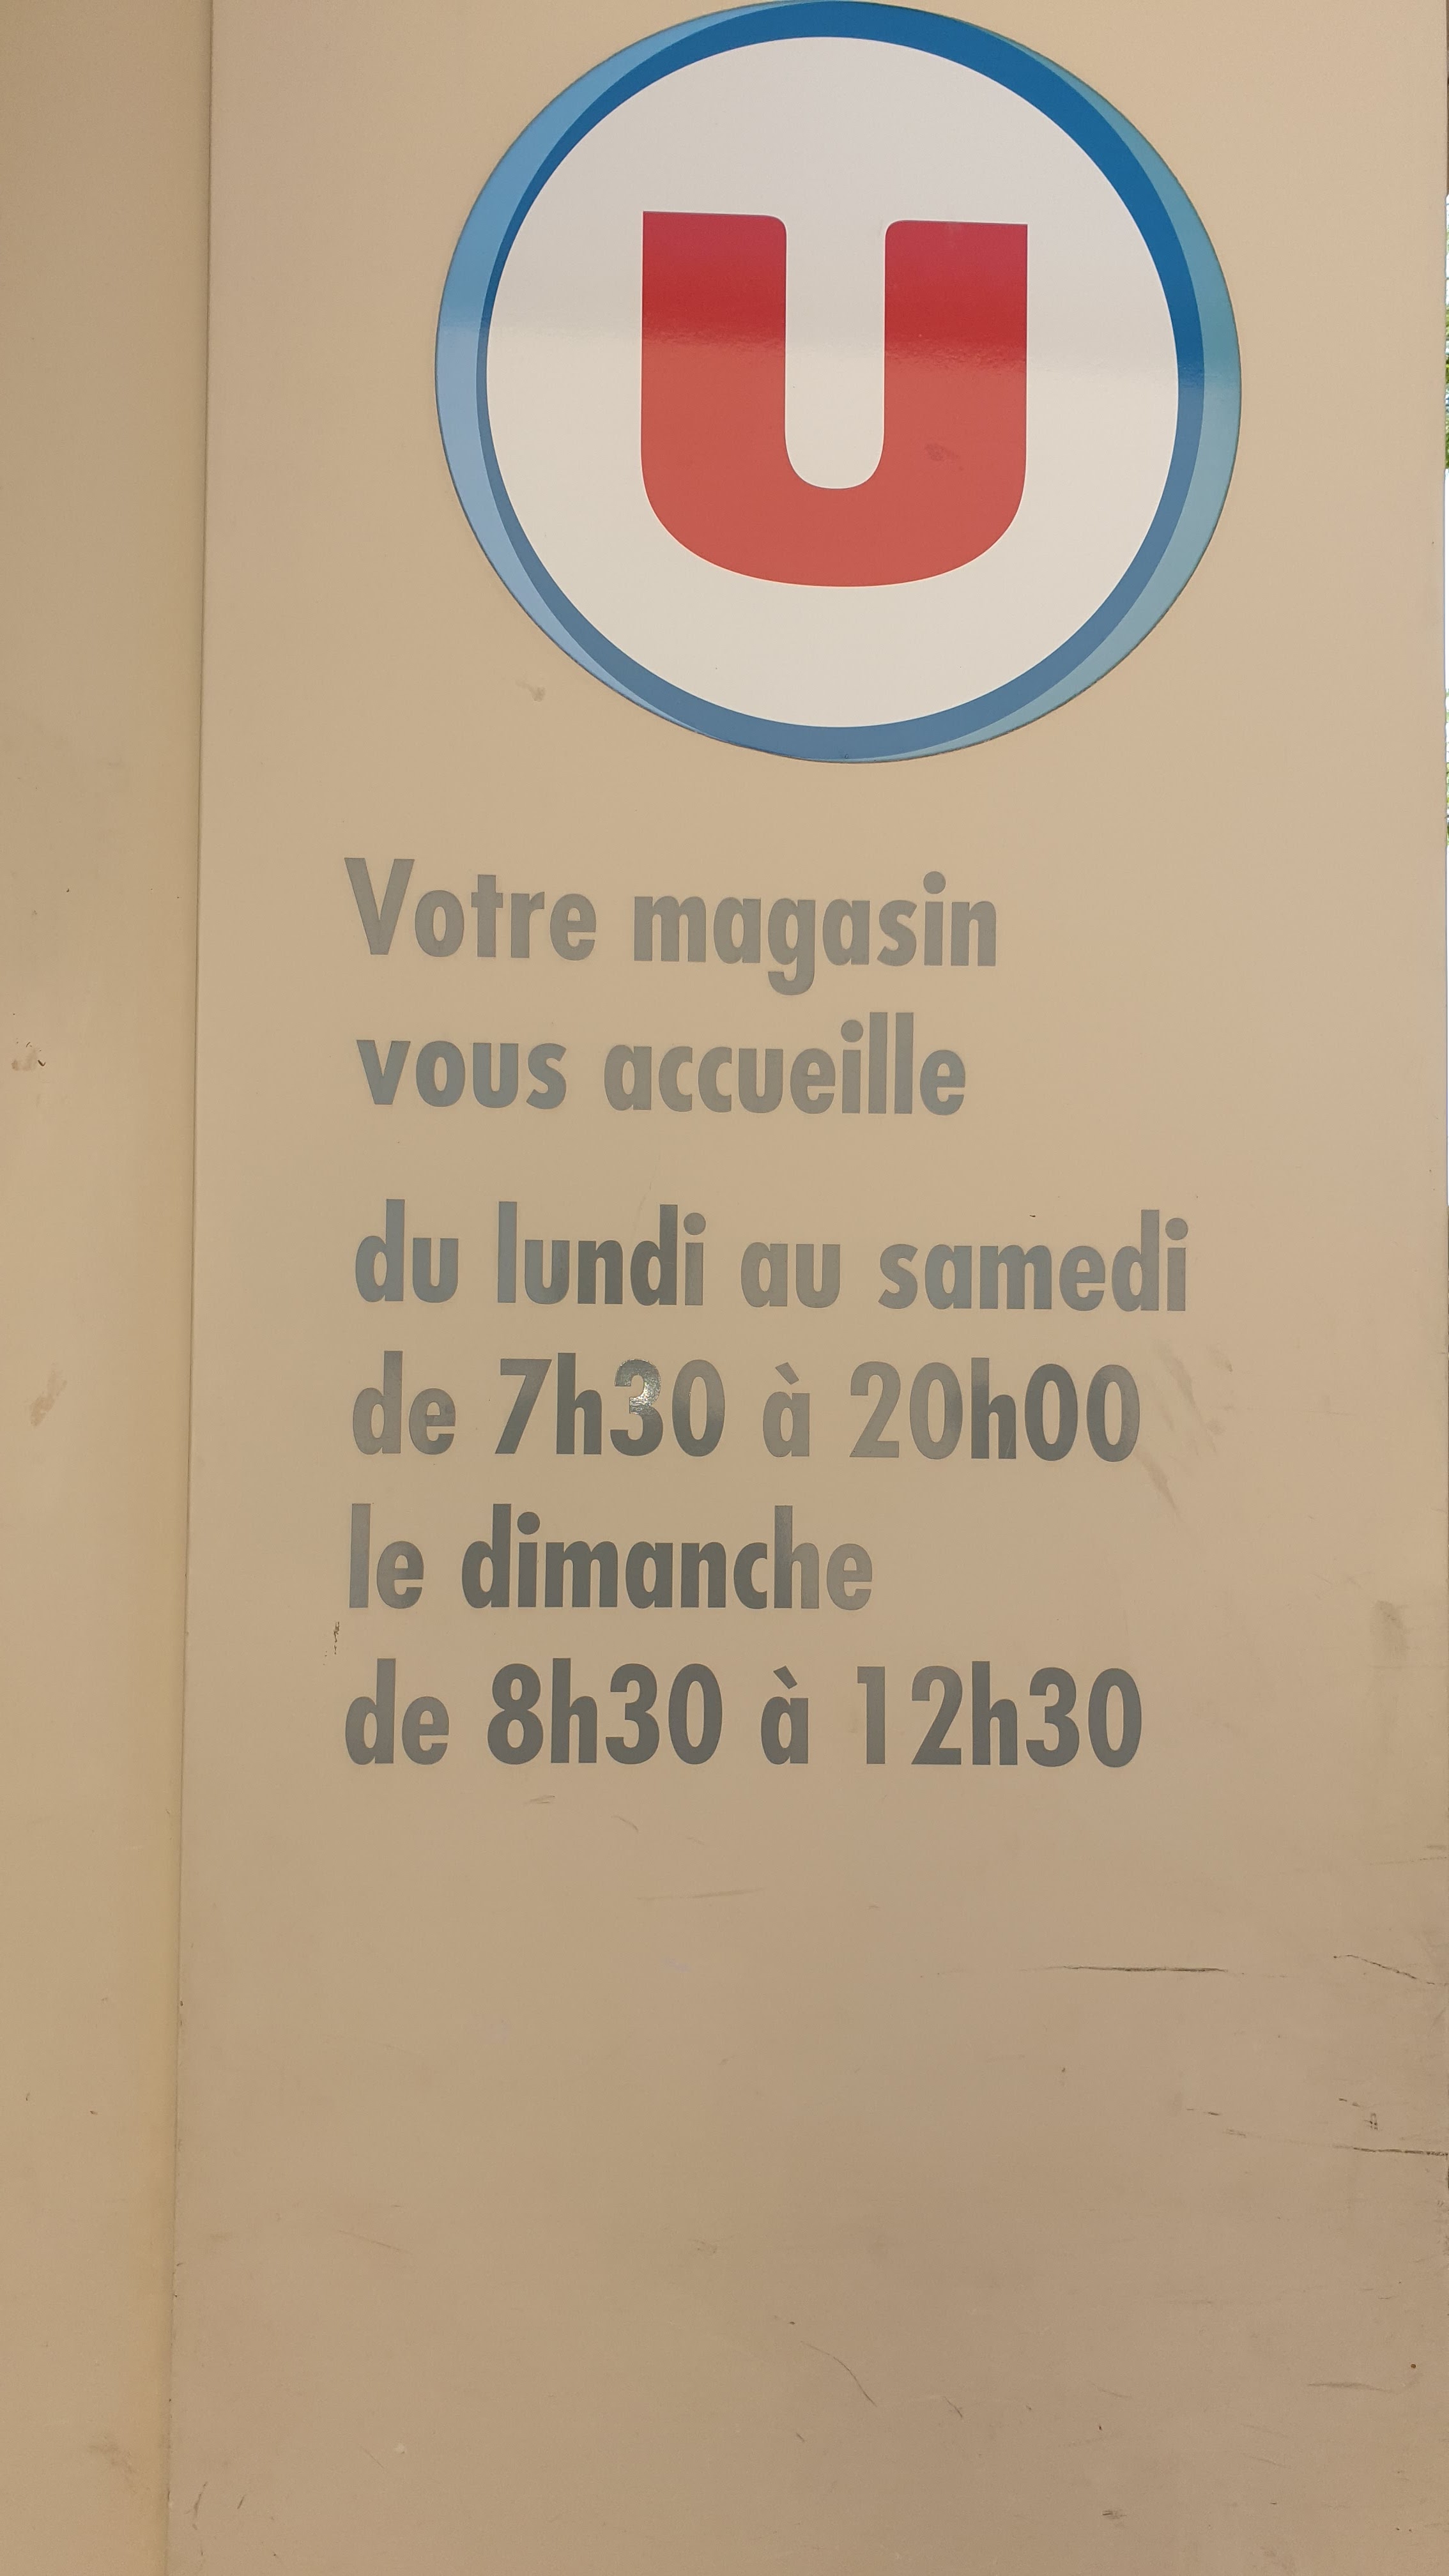 U
Votre magasin
vous accueille
du lundi au samedi
de 7h30 à 20h00
le dimanche
de 8h30 à 12h30